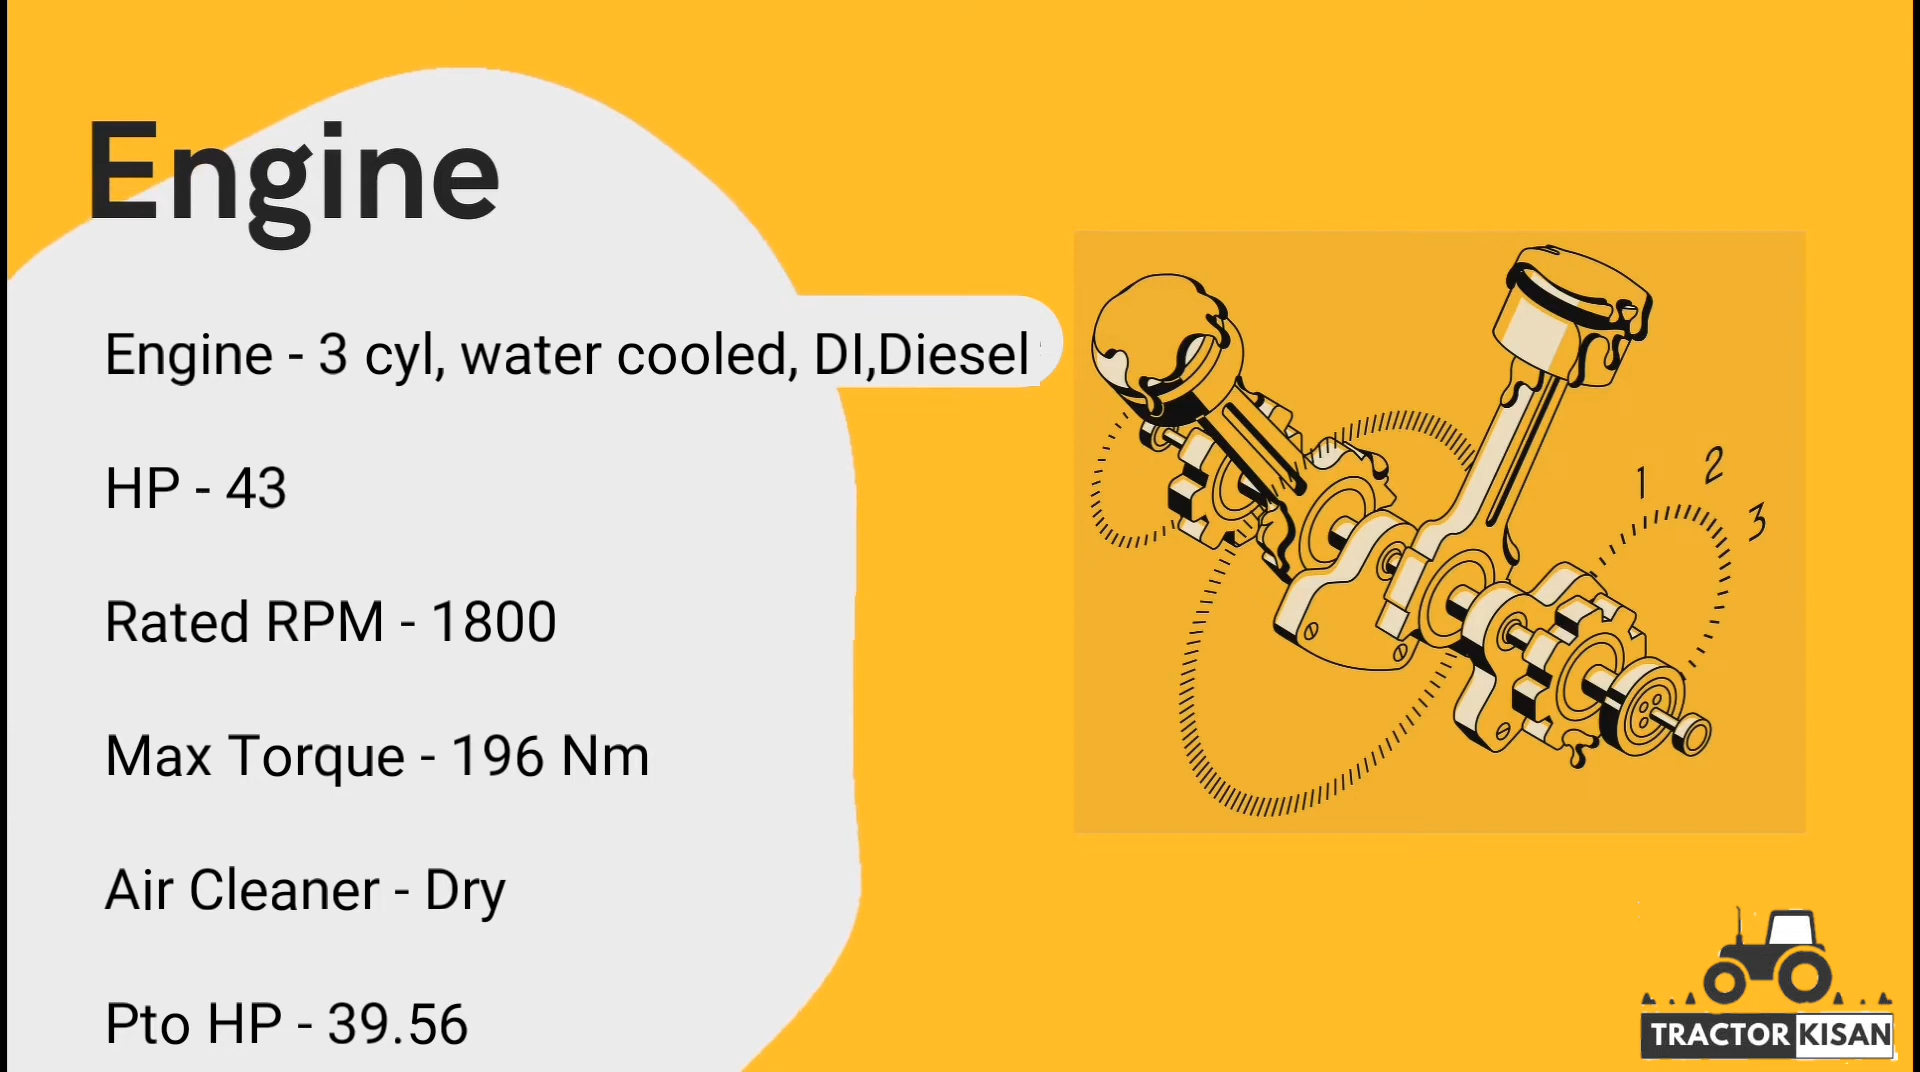 Engine
Engine - 3 cyl, water cooled, DI,Diesel
HP - 43
Rated RPM - 1800
Max Torque - 196 Nm
Air Cleaner - Dry
Pto HP - 39.56
1
2
3
TRACTOR KISAN